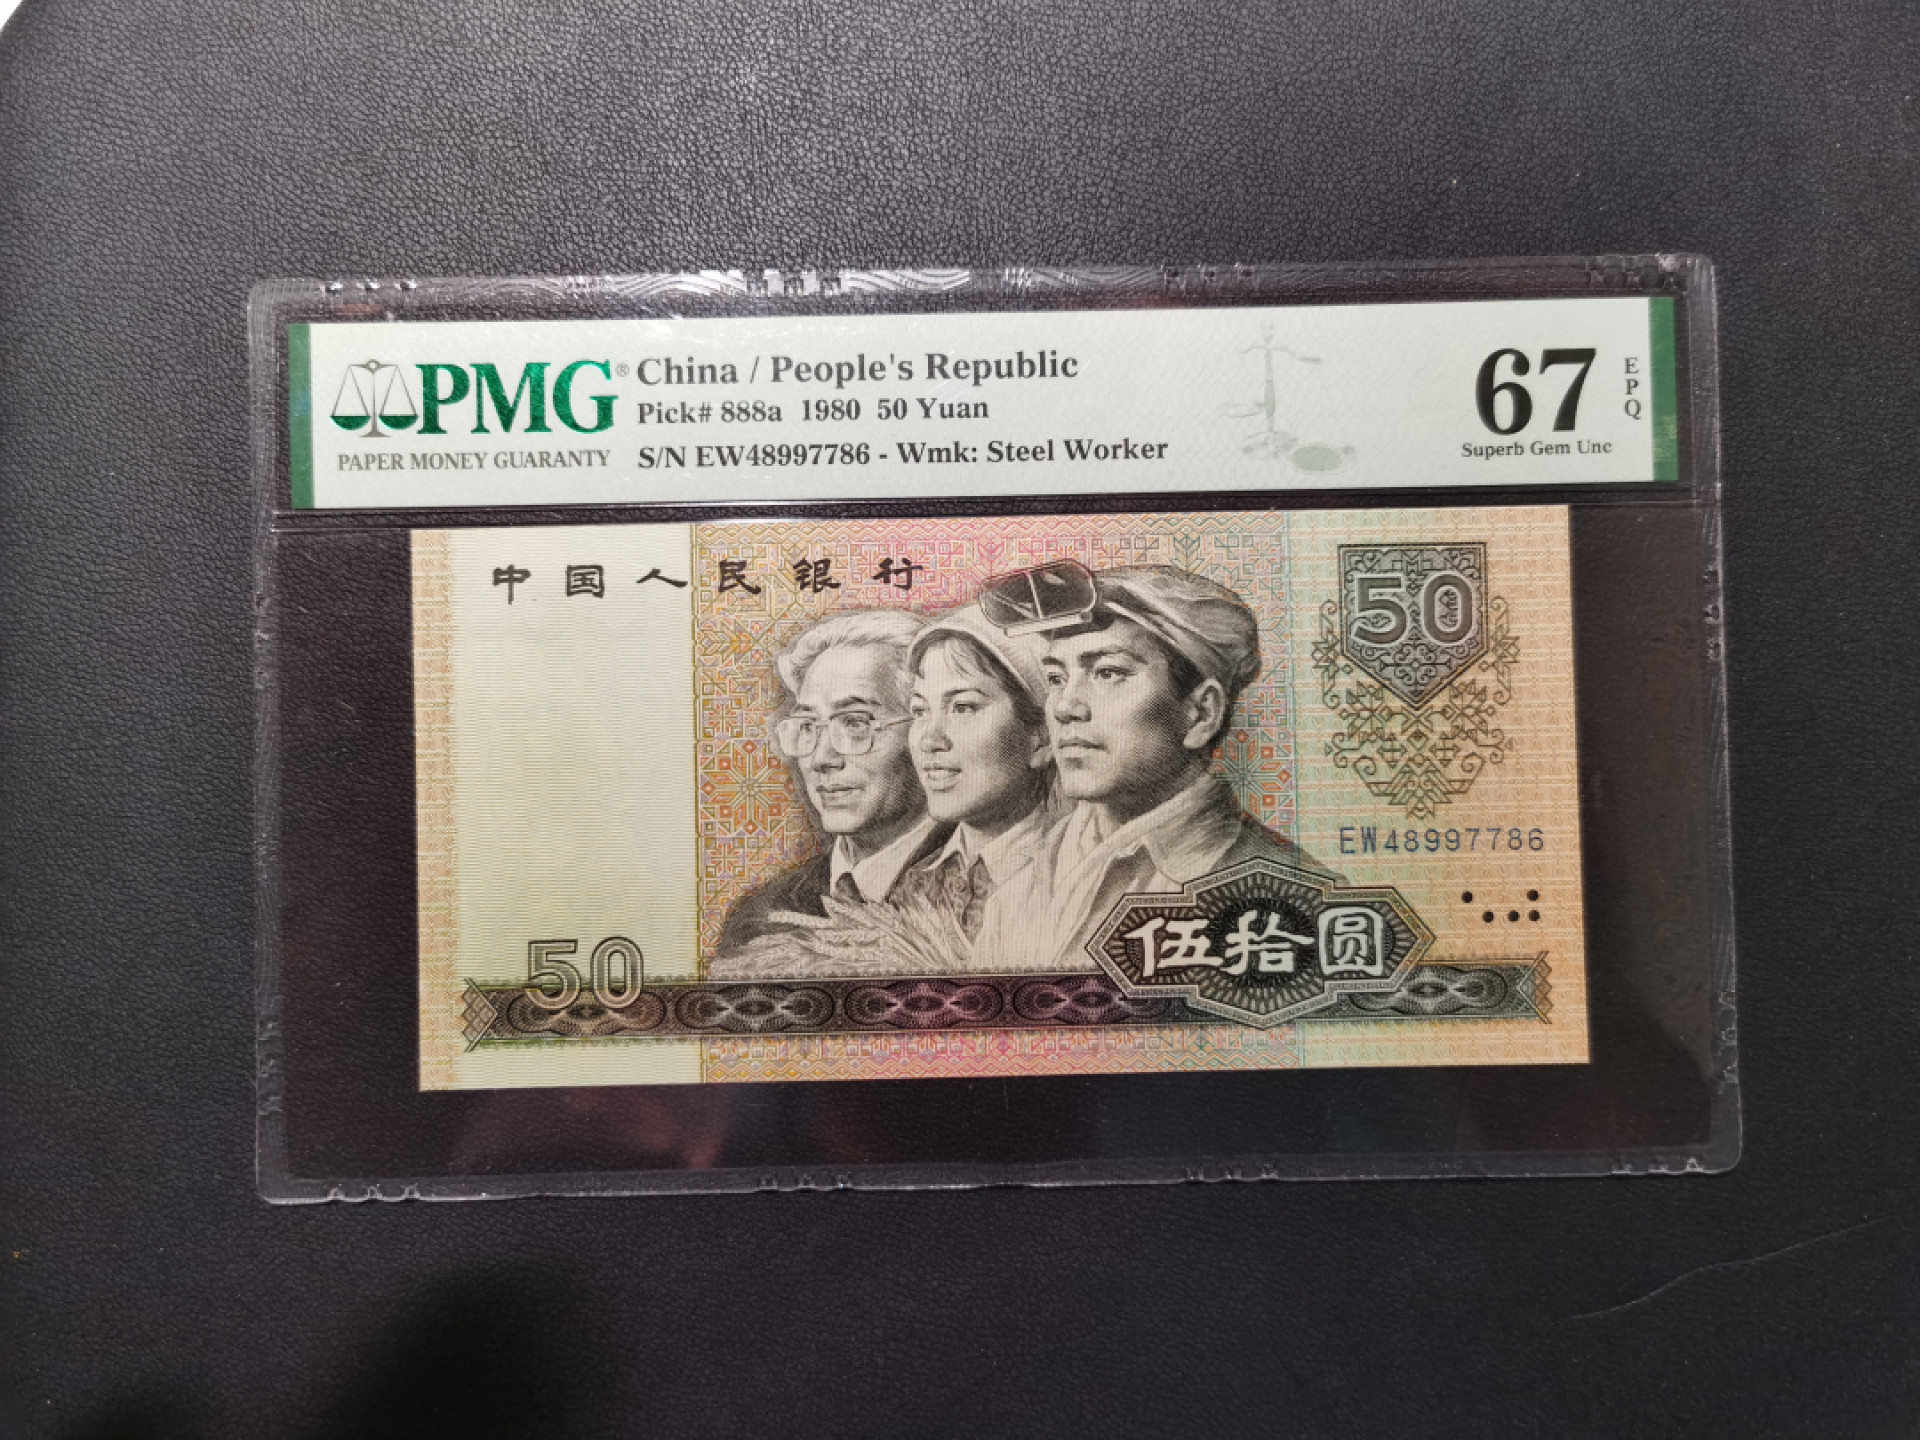 PMG®
PAPER MONEY GUARANTY
China / People's Republic
Pick# 888a 1980 50 Yuan
S/N EW48997786 - Wmk: Steel Worker
67
EPQ
Superb Gem Unc
中国人民银行
50
EW48997786
伍拾圆
50